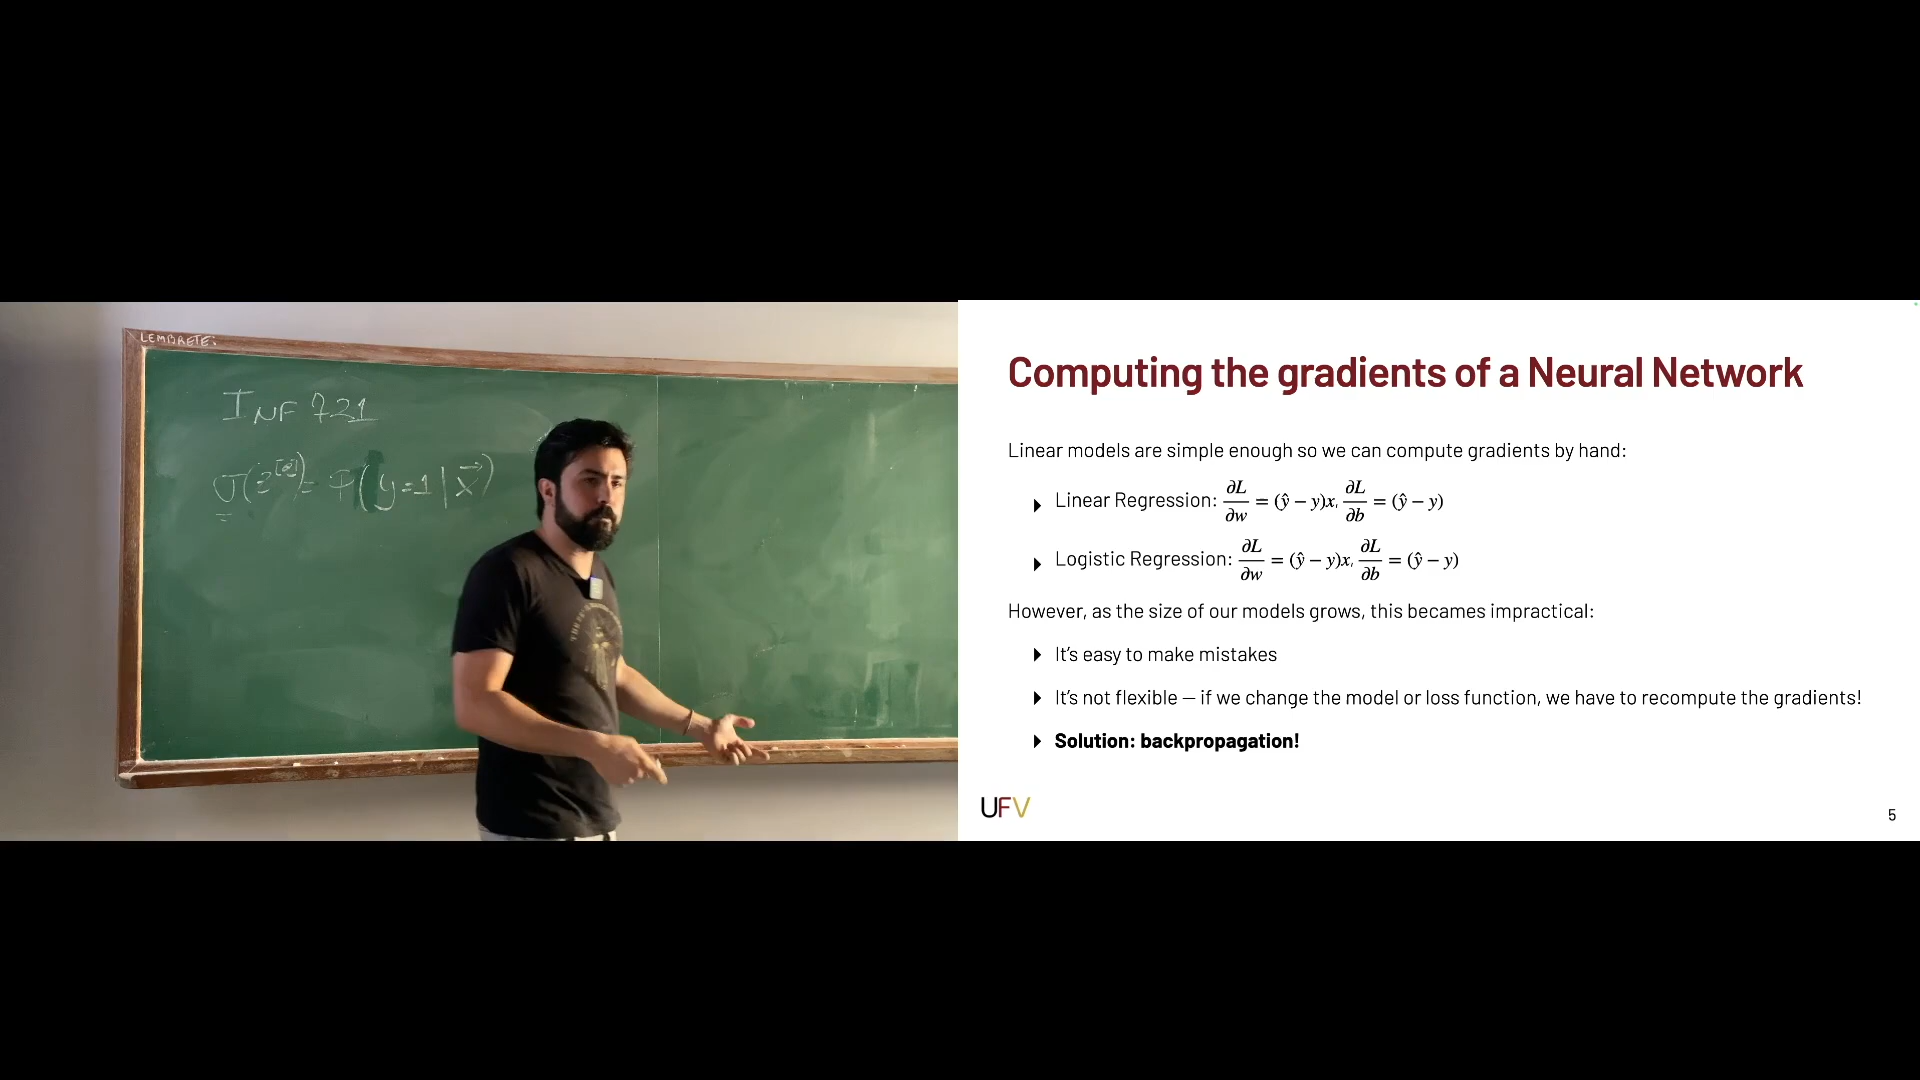 LEMBRETE:
INF 721
σ(z^[2]) = P(y=1|x⃗)
Computing the gradients of a Neural Network
Linear models are simple enough so we can compute gradients by hand:
Linear Regression: ∂L/∂w = (ŷ − y)x, ∂L/∂b = (ŷ − y)
Logistic Regression: ∂L/∂w = (ŷ − y)x, ∂L/∂b = (ŷ − y)
However, as the size of our models grows, this becames impractical:
It's easy to make mistakes
It's not flexible — if we change the model or loss function, we have to recompute the gradients!
Solution: backpropagation!
UFV
5